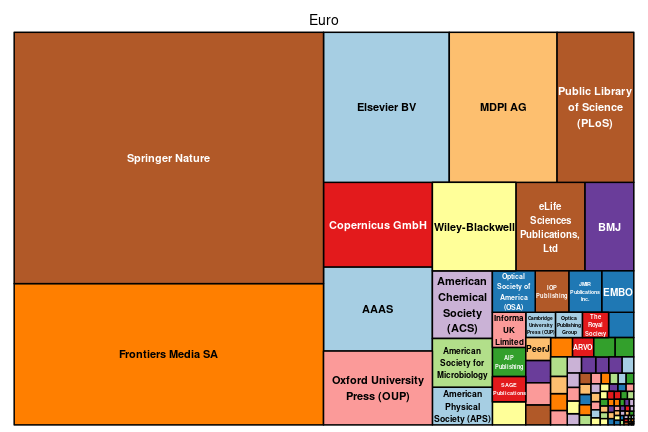 Euro
Springer Nature
Frontiers Media SA
Elsevier BV
MDPI AG
Public Library
of Science
(PLoS)
Copernicus GmbH
AAAS
Oxford University
Press (OUP)
Wiley-Blackwell
eLife
Sciences
Publications,
Ltd
BMJ
American
Chemical
Society
(ACS)
American
Society for
Microbiology
American
Physical
Society (APS)
Optical
Society of
America
(OSA)
IOP
Publishing
JMIR
Publications
Inc.
EMBO
Informa
UK
Limited
Cambridge
University
Press (CUP)
Optics
Publishing
Group
The
Royal
Society
AIP
Publishing
PeerJ
ARVO
SAGE
Publications